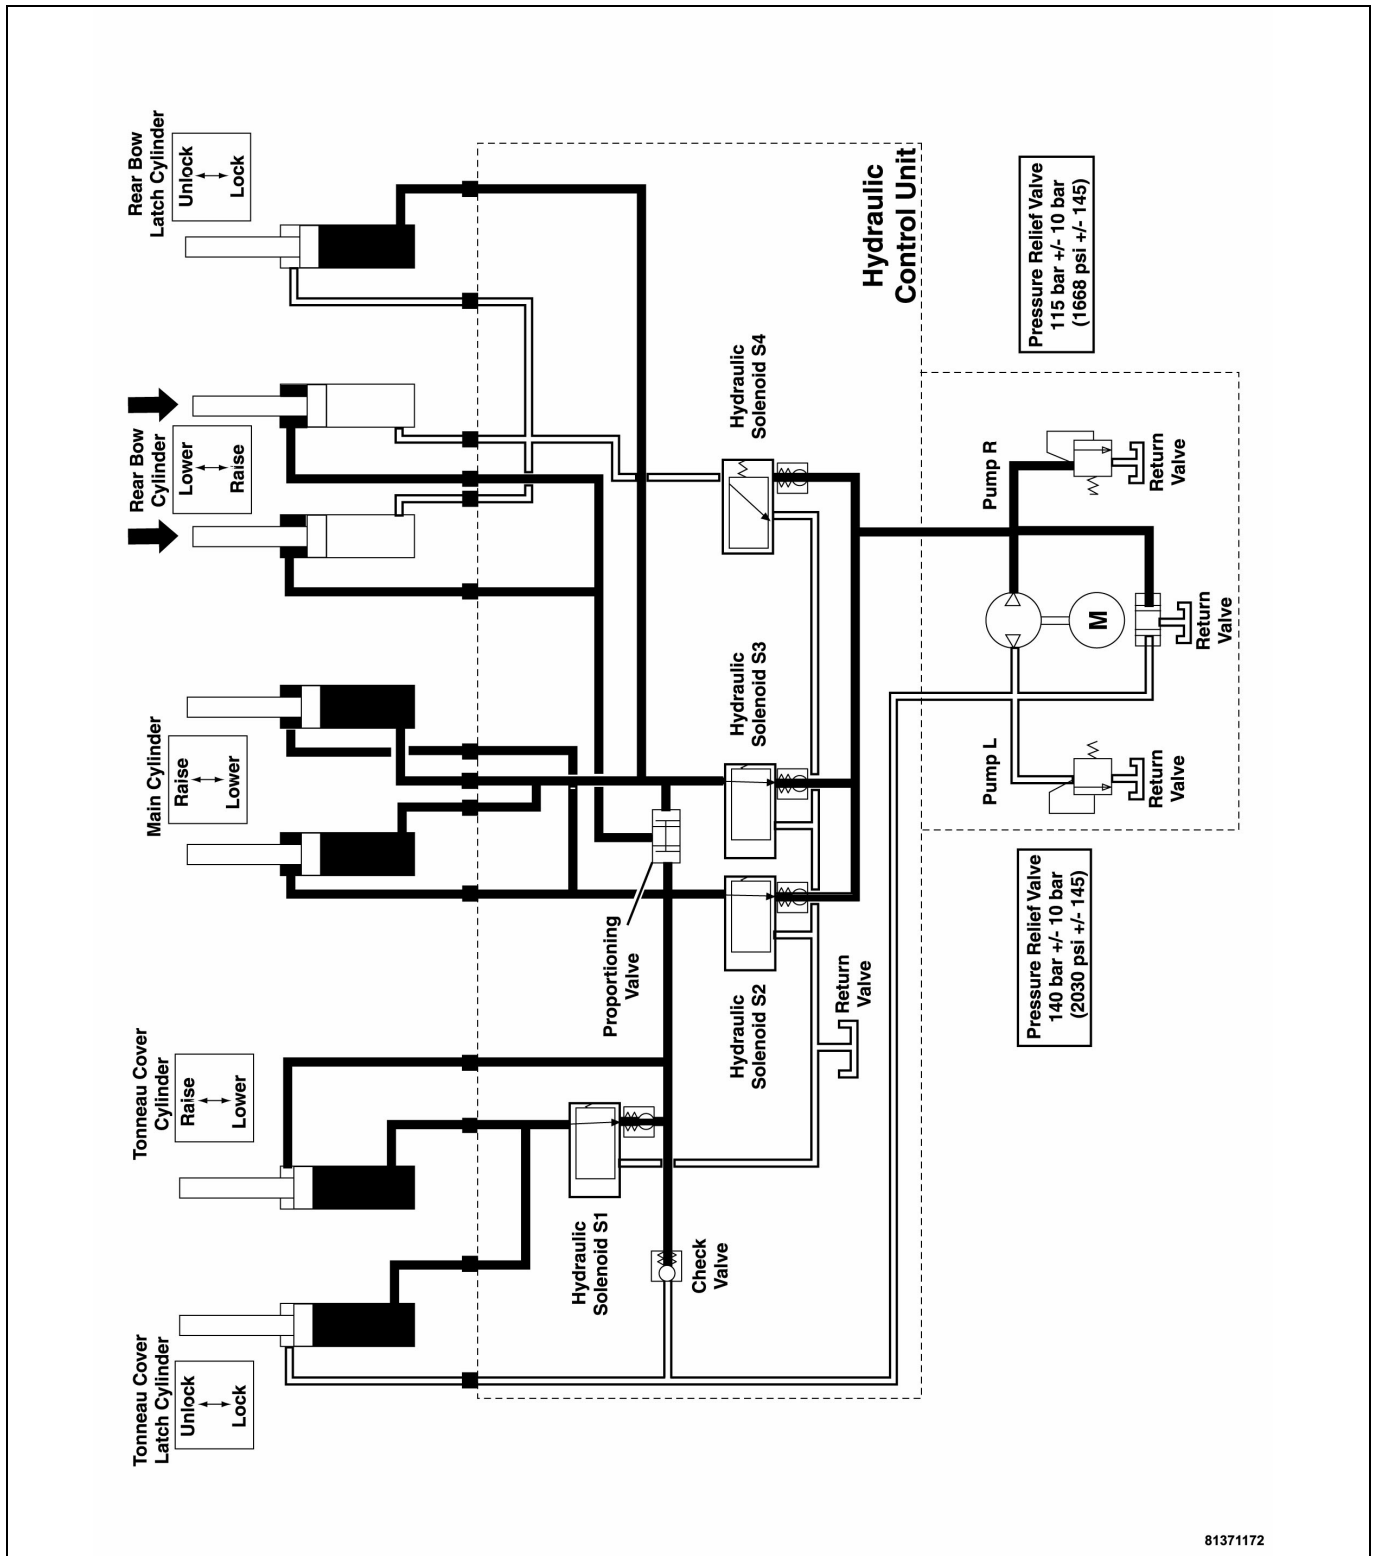 Tonneau Cover
Latch Cylinder
Unlock
Lock
Tonneau Cover
Cylinder
Raise
Lower
Main Cylinder
Raise
Lower
Rear Bow
Cylinder
Lower
Raise
Rear Bow
Latch Cylinder
Unlock
Lock
Hydraulic
Control Unit
Hydraulic
Solenoid S1
Check
Valve
Proportioning
Valve
Hydraulic
Solenoid S2
Hydraulic
Solenoid S3
Hydraulic
Solenoid S4
Return
Valve
Pump L
Pump R
M
Return
Valve
Return
Valve
Return
Valve
Pressure Relief Valve
140 bar +/- 10 bar
(2030 psi +/- 145)
Pressure Relief Valve
115 bar +/- 10 bar
(1668 psi +/- 145)
81371172